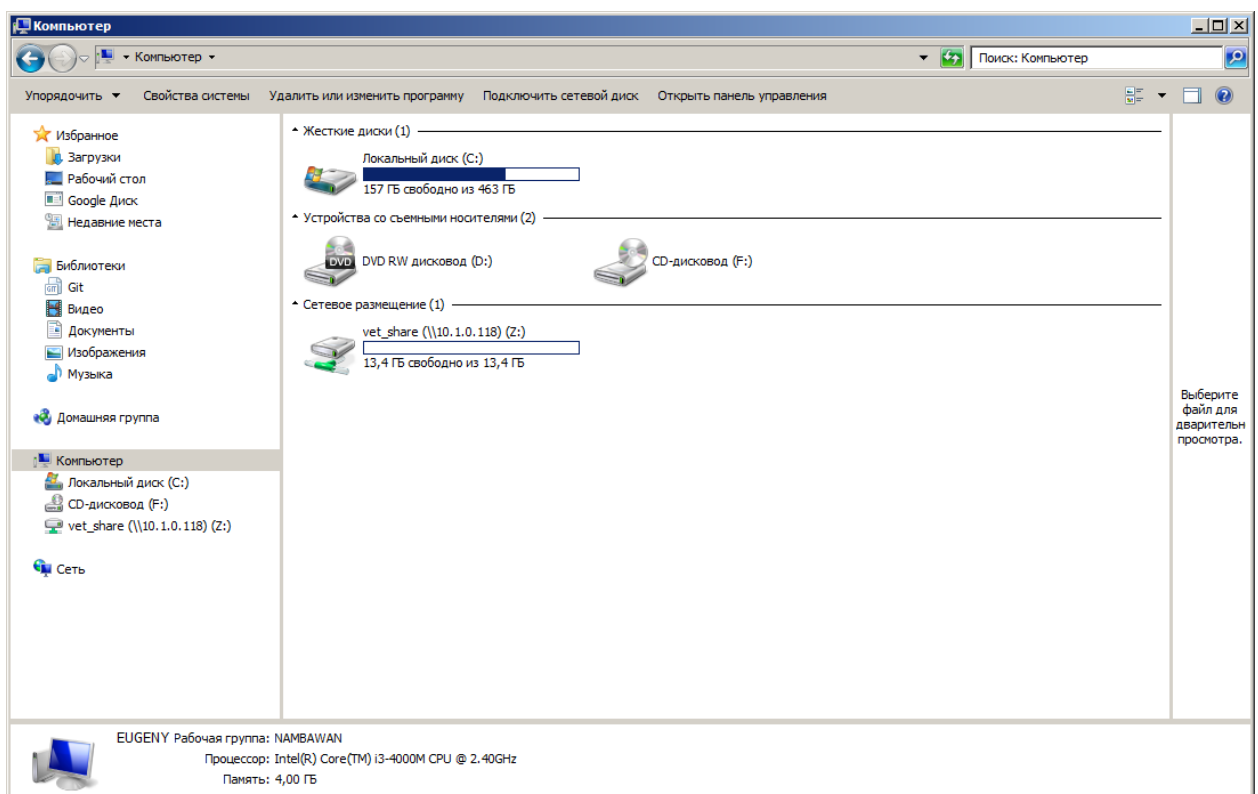 Компьютер
Компьютер
Поиск: Компьютер
Упорядочить Свойства системы Удалить или изменить программу Подключить сетевой диск Открыть панель управления
Избранное
Загрузки
Рабочий стол
Google Диск
Недавние места
Библиотеки
Git
Видео
Документы
Изображения
Музыка
Домашняя группа
Компьютер
Локальный диск (C:)
CD-дисковод (F:)
vet_share (\\10.1.0.118) (Z:)
Сеть
Жесткие диски (1)
Локальный диск (C:)
157 ГБ свободно из 463 ГБ
Устройства со съемными носителями (2)
DVD
DVD RW дисковод (D:)
CD-дисковод (F:)
Сетевое размещение (1)
vet_share (\\10.1.0.118) (Z:)
13,4 ГБ свободно из 13,4 ГБ
Выберите
файл для
дварительн
просмотра.
EUGENY Рабочая группа: NAMBAWAN
Процессор: Intel(R) Core(TM) i3-4000M CPU @ 2.40GHz
Память: 4,00 ГБ